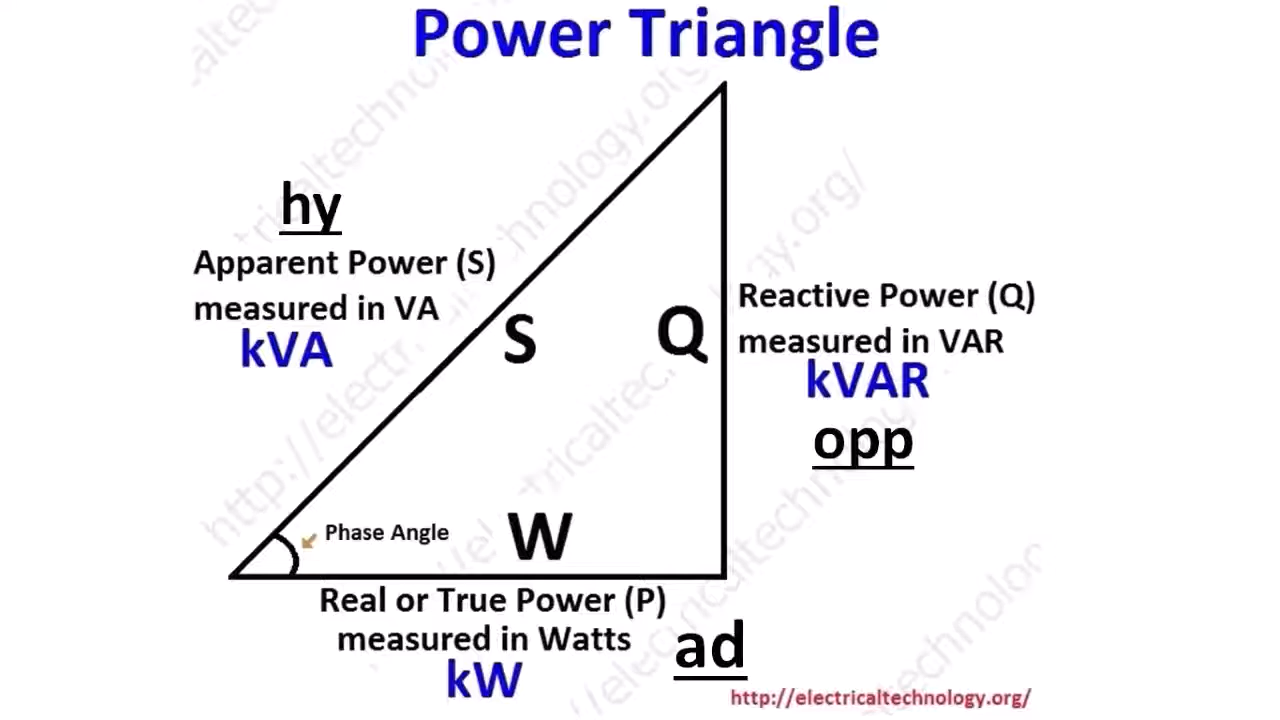 Power Triangle
hy
Apparent Power (S)
measured in VA
kVA
S
Q
Reactive Power (Q)
measured in VAR
kVAR
opp
Phase Angle
W
Real or True Power (P)
measured in Watts
kW
ad
http://electricaltechnology.org/